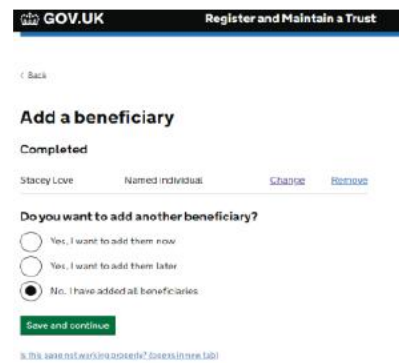 GOV.UK Register and Maintain a Trust
< Back
Add a beneficiary
Completed
Stacey Love Named Individual Change Remove
Do you want to add another beneficiary?
Yes, I want to add them now
Yes, I want to add them later
No, I have added all beneficiaries
Save and continue
Is this page not working properly? (opens in new tab)